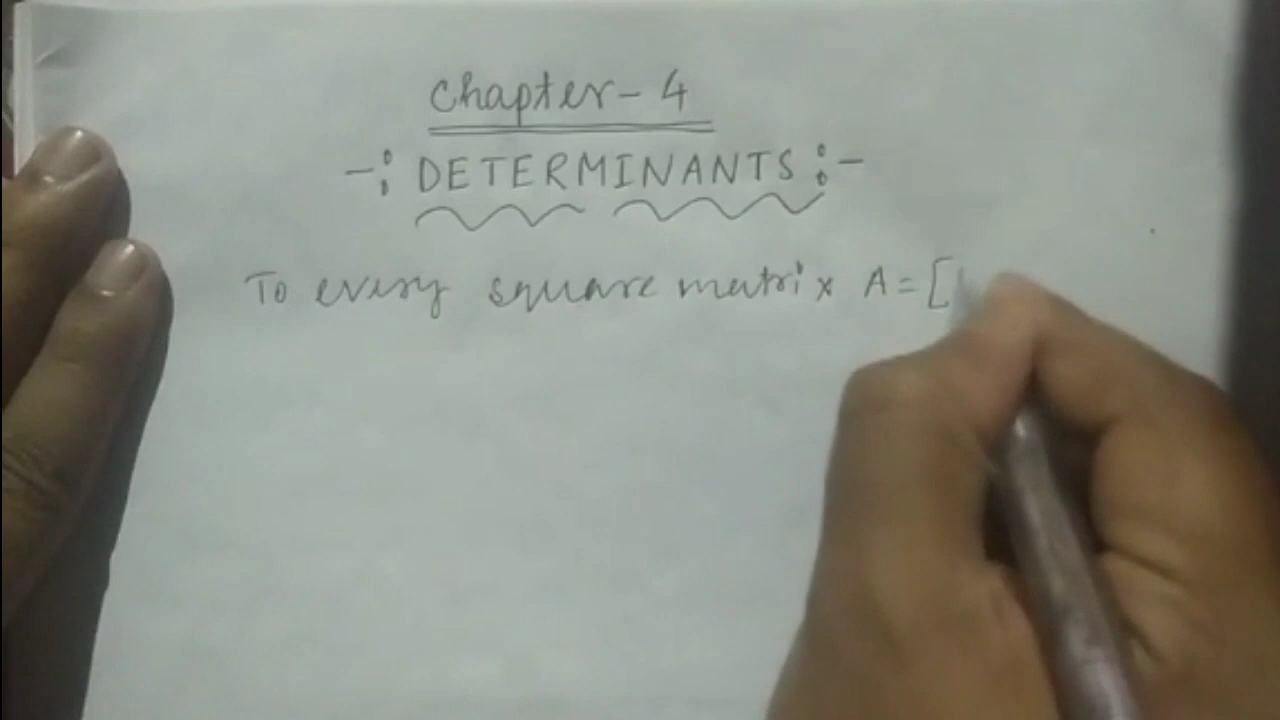 Chapter - 4
-: DETERMINANTS :-
To every square matrix A = [